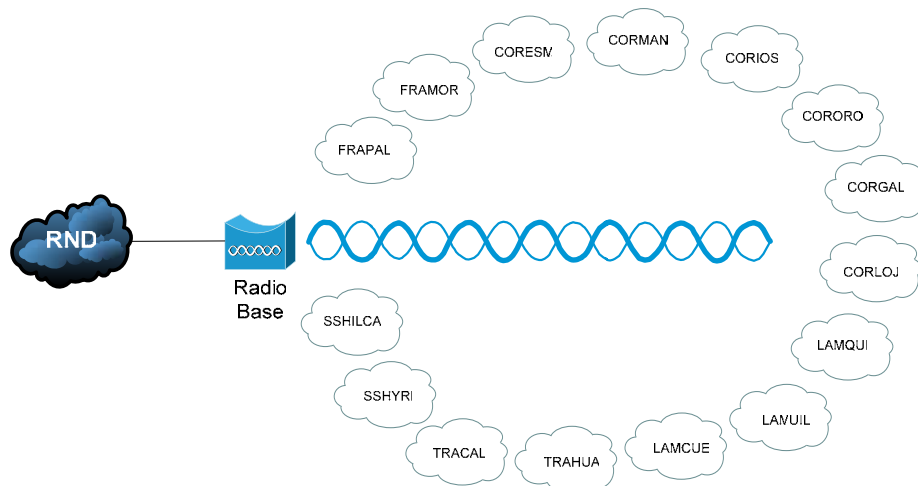 CORMAN
CORESM
CORIOS
FRAMOR
CORORO
FRAPAL
CORGAL
RND
CORLOJ
Radio
Base
SSHILCA
LAMQUI
SSHYRI
LAMUIL
TRACAL
TRAHUA
LAMCUE